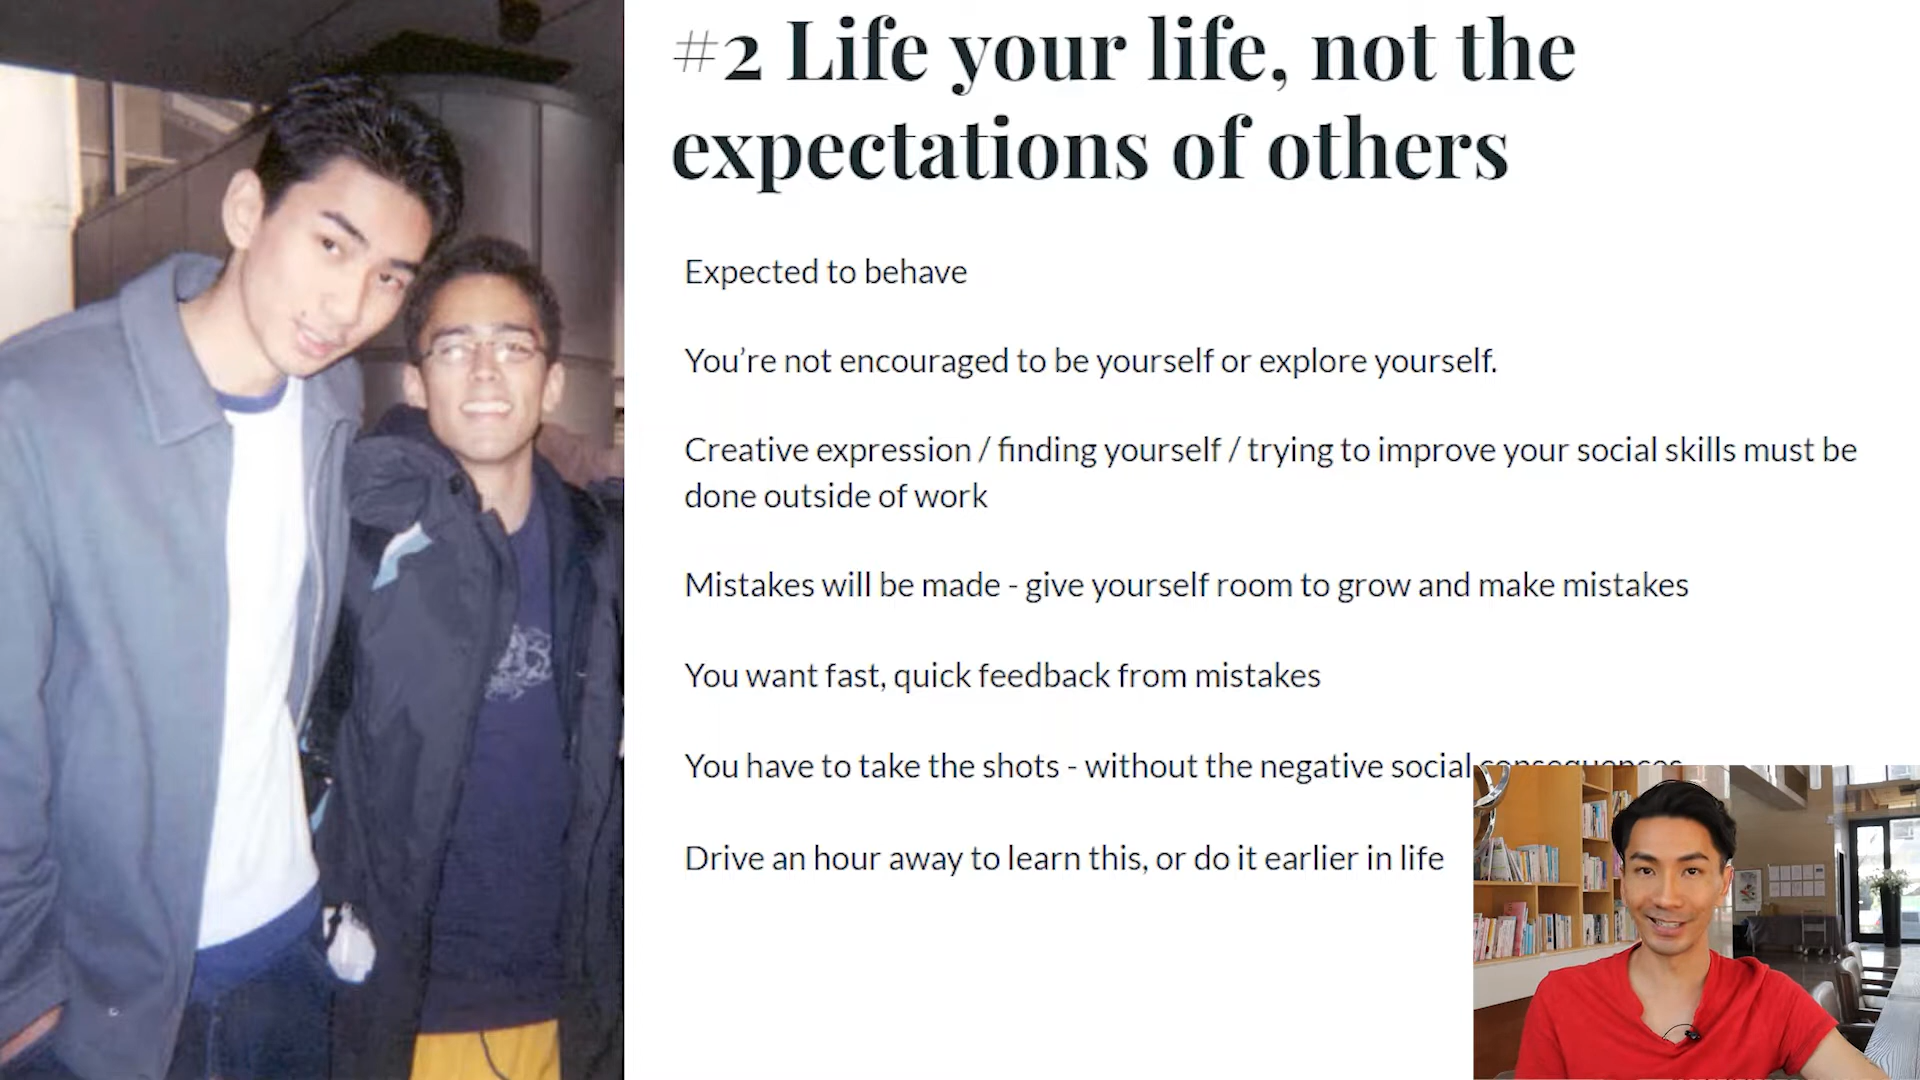 #2 Life your life, not the
expectations of others
Expected to behave
You’re not encouraged to be yourself or explore yourself.
Creative expression / finding yourself / trying to improve your social skills must be
done outside of work
Mistakes will be made - give yourself room to grow and make mistakes
You want fast, quick feedback from mistakes
You have to take the shots - without the negative social consequences
Drive an hour away to learn this, or do it earlier in life